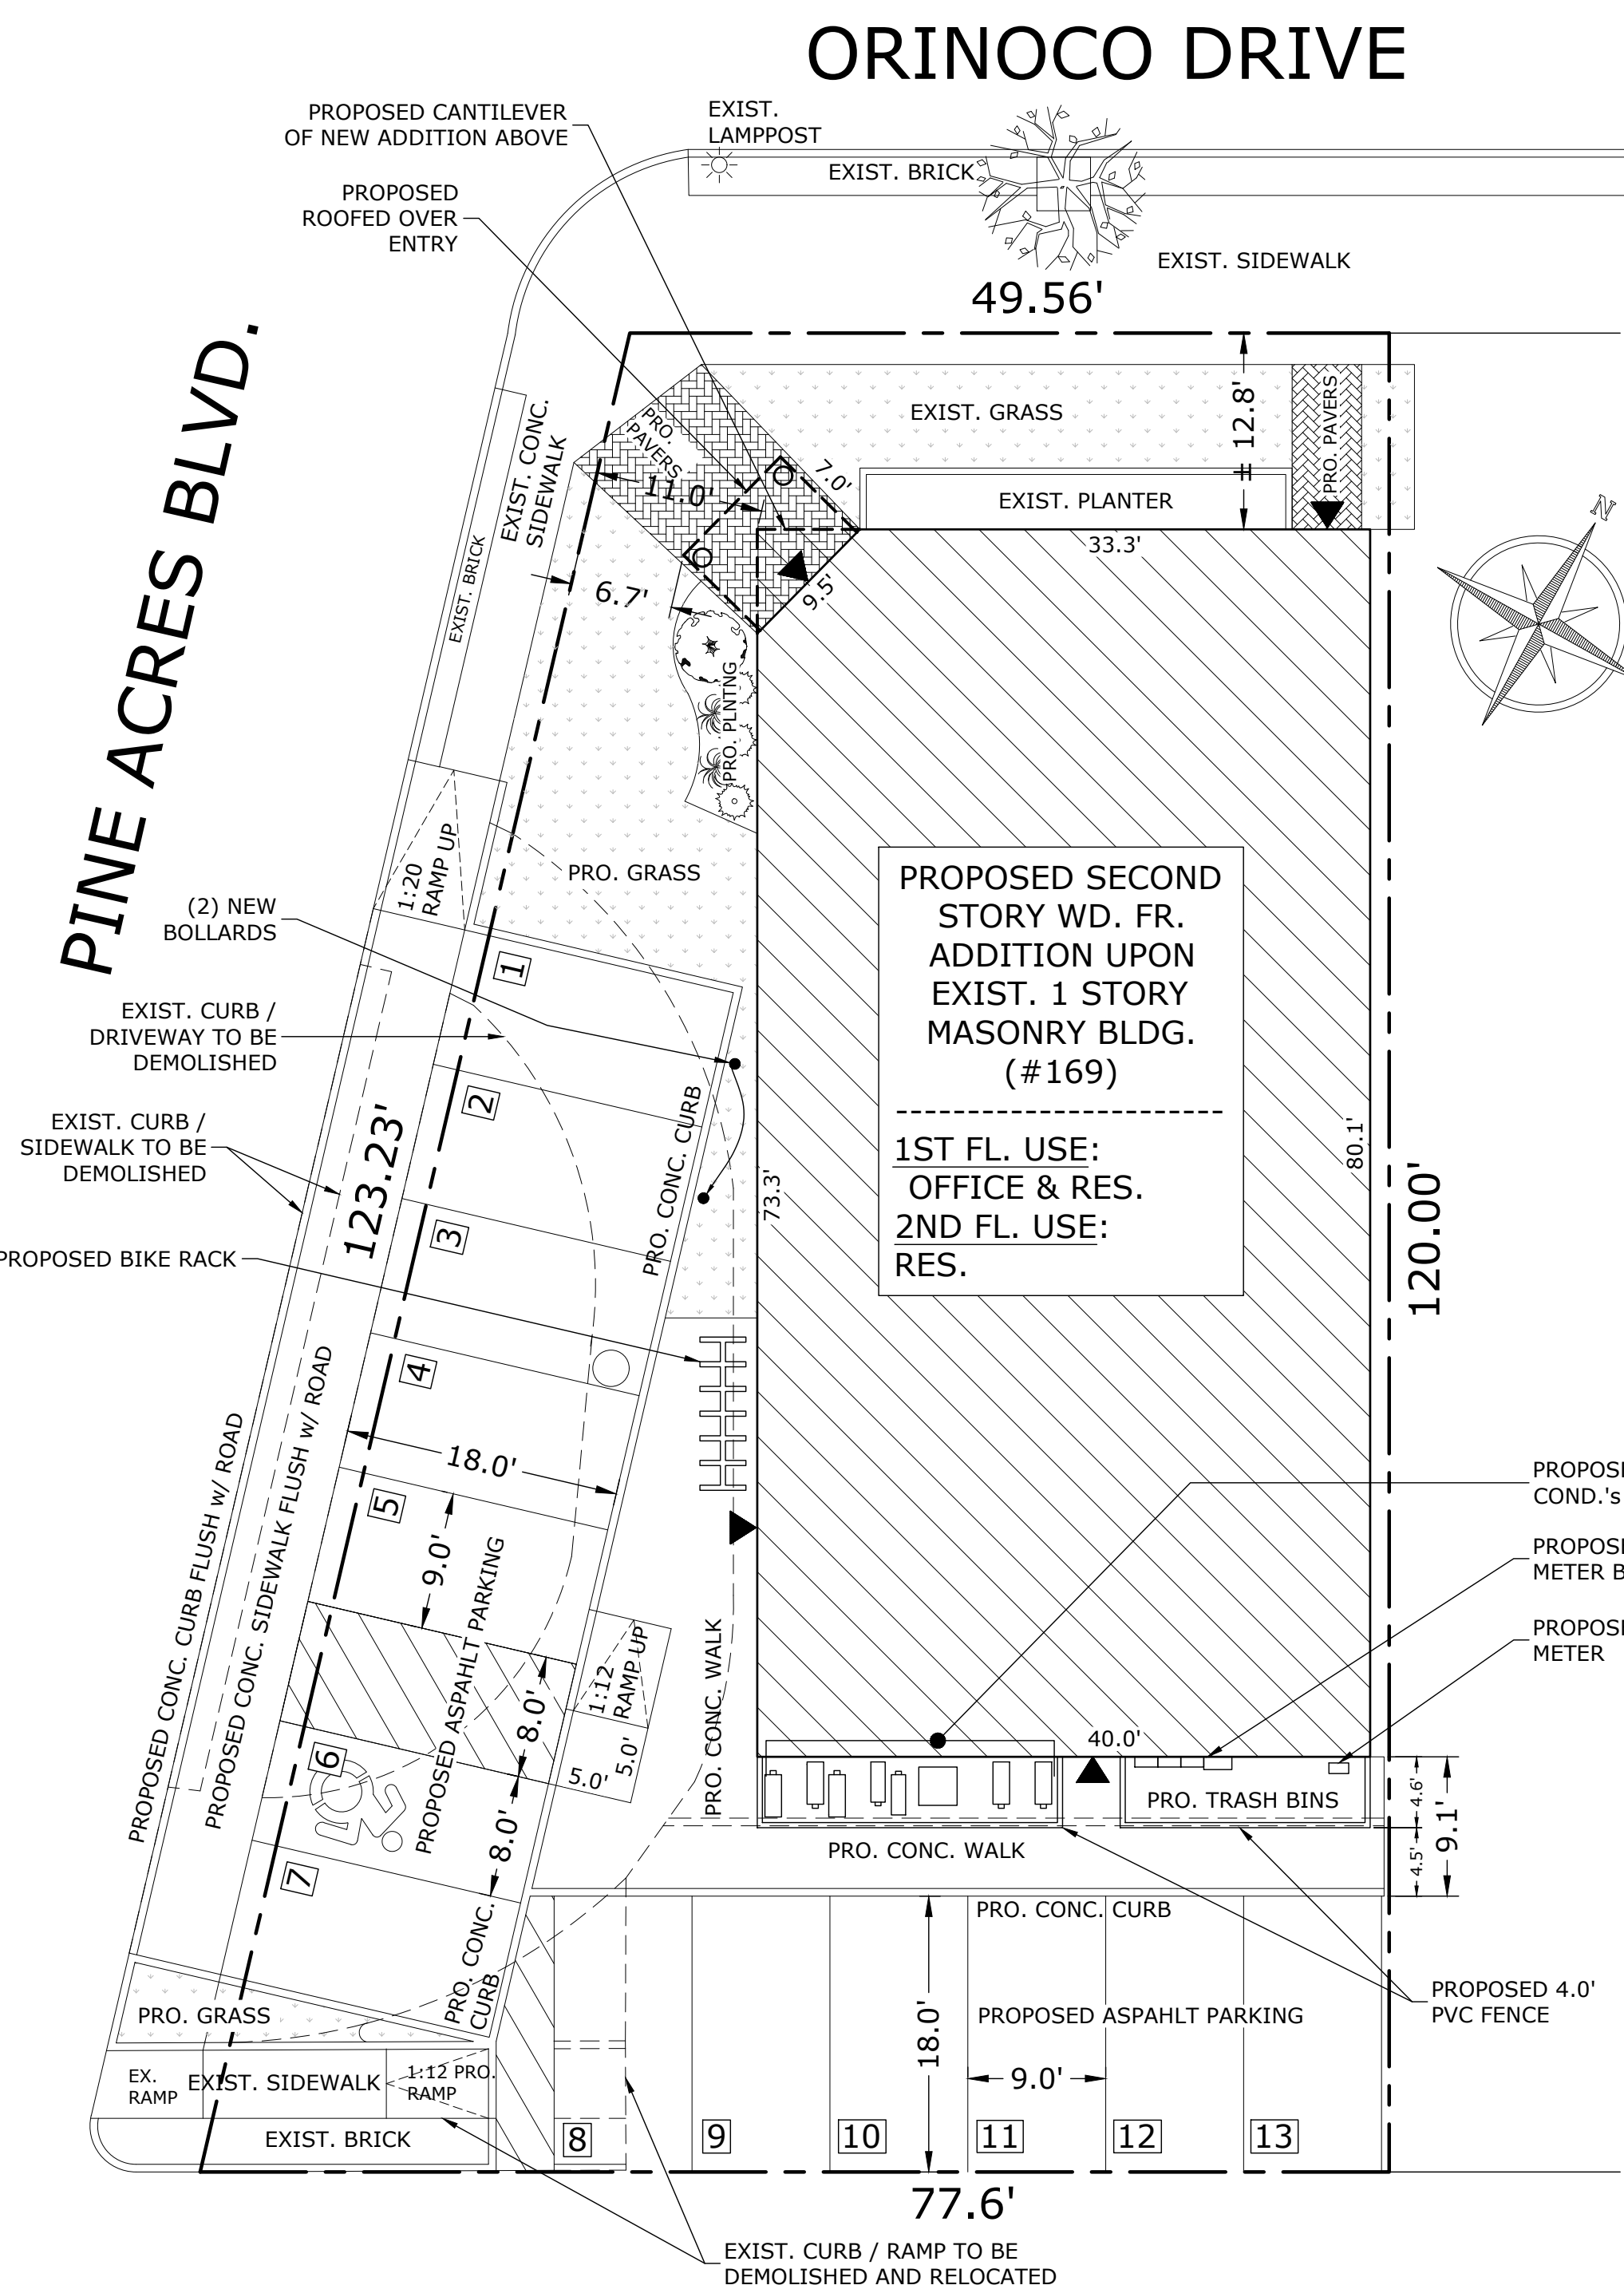 ORINOCO DRIVE
PROPOSED CANTILEVER
OF NEW ADDITION ABOVE
EXIST.
LAMPPOST
EXIST. BRICK
PROPOSED
ROOFED OVER
ENTRY
EXIST. SIDEWALK
49.56'
PINE ACRES BLVD.
EXIST. CONC.
SIDEWALK
EXIST. BRICK
PRO.
PAVERS
11.0'
7.0'
EXIST. GRASS
± 12.8'
PRO. PAVERS
EXIST. PLANTER
33.3'
N
6.7'
9.5'
PRO. PLNTNG
1:20
RAMP UP
PRO. GRASS
(2) NEW
BOLLARDS
1
EXIST. CURB /
DRIVEWAY TO BE
DEMOLISHED
2
PRO. CONC. CURB
EXIST. CURB /
SIDEWALK TO BE
DEMOLISHED
123.23'
3
73.3'
PROPOSED SECOND
STORY WD. FR.
ADDITION UPON
EXIST. 1 STORY
MASONRY BLDG.
(#169)
1ST FL. USE:
OFFICE & RES.
2ND FL. USE:
RES.
80.1'
120.00'
PROPOSED BIKE RACK
4
18.0'
5
9.0'
PROPOSED CONC. CURB FLUSH w/ ROAD
PROPOSED CONC. SIDEWALK FLUSH w/ ROAD
PROPOSED ASPAHLT PARKING
1:12
RAMP UP
8.0'
5.0'
5.0'
PRO. CONC. WALK
6
8.0'
7
PROPOSE
COND.'s
PROPOSE
METER B
PROPOSE
METER
40.0'
PRO. TRASH BINS
4.6'
9.1'
4.5'
PRO. CONC. WALK
PRO. CONC. CURB
PRO. CONC.
CURB
PRO. GRASS
18.0'
PROPOSED ASPAHLT PARKING
PROPOSED 4.0'
PVC FENCE
EX.
RAMP
EXIST. SIDEWALK
1:12 PRO.
RAMP
9.0'
EXIST. BRICK
8
9
10
11
12
13
77.6'
EXIST. CURB / RAMP TO BE
DEMOLISHED AND RELOCATED